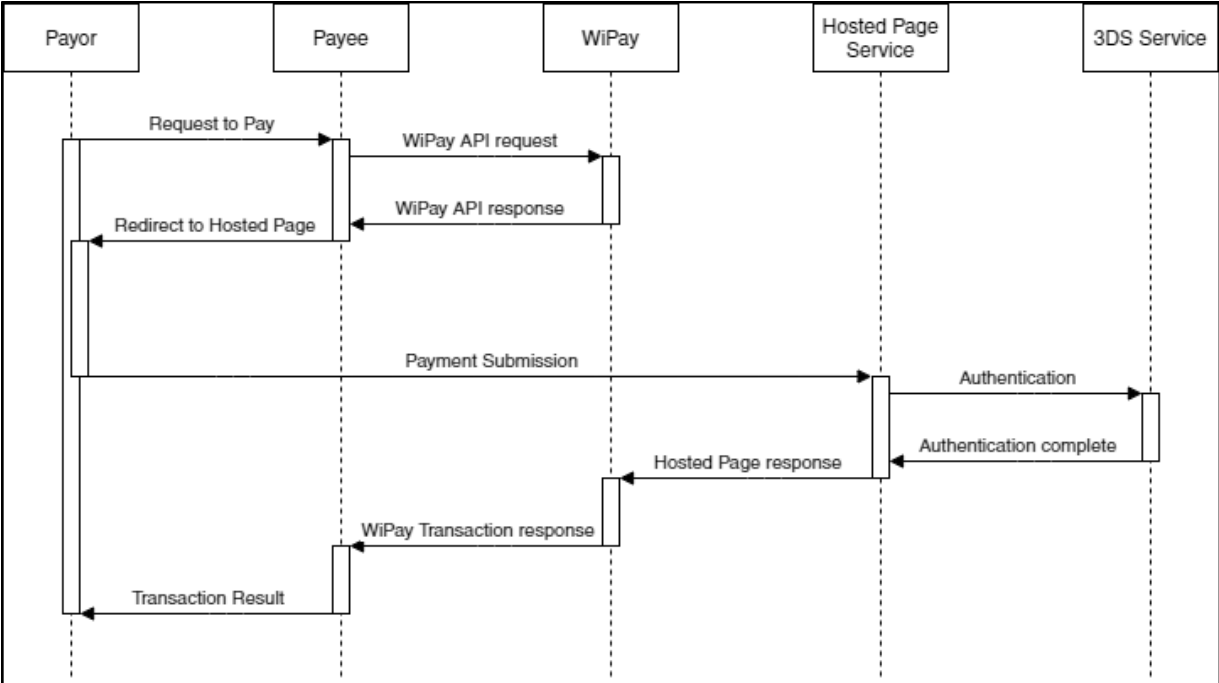 Payor
Payee
WiPay
Hosted Page
Service
3DS Service
Request to Pay
WiPay API request
WiPay API response
Redirect to Hosted Page
Payment Submission
Authentication
Authentication complete
Hosted Page response
WiPay Transaction response
Transaction Result